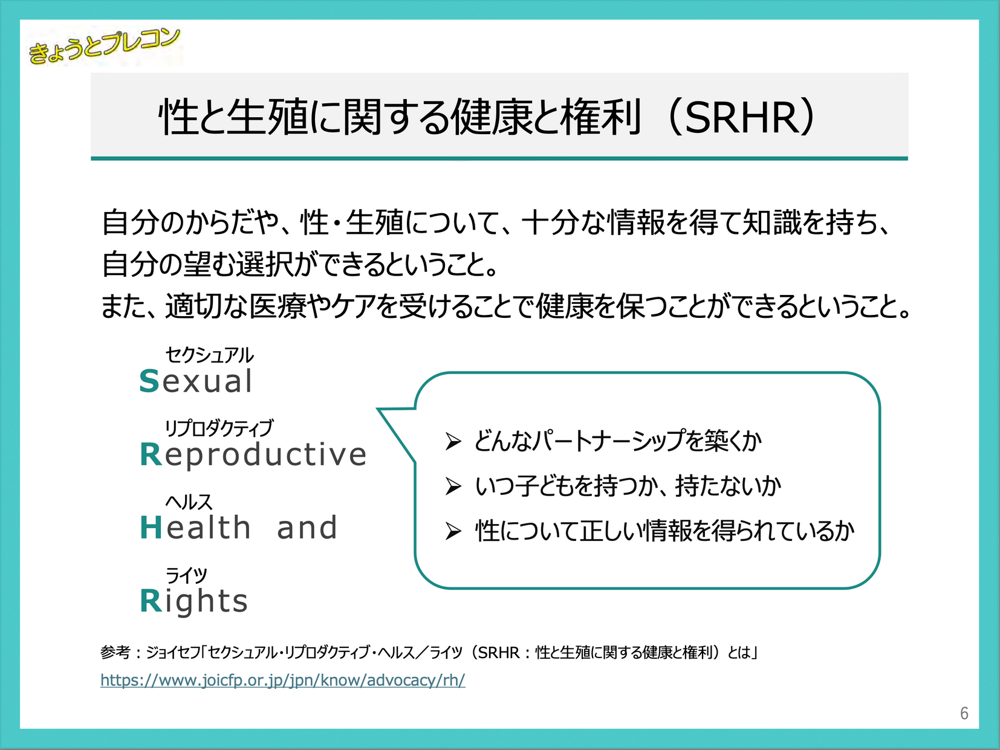 きょうとプレコン
性と生殖に関する健康と権利（SRHR）
自分のからだや、性・生殖について、十分な情報を得て知識を持ち、
自分の望む選択ができるということ。
また、適切な医療やケアを受けることで健康を保つことができるということ。
セクシュアル
Sexual
リプロダクティブ
Reproductive
ヘルス
Health and
ライツ
Rights
➢ どんなパートナーシップを築くか
➢ いつ子どもを持つか、持たないか
➢ 性について正しい情報を得られているか
参考：ジョイセフ「セクシュアル・リプロダクティブ・ヘルス／ライツ（SRHR：性と生殖に関する健康と権利）とは」
https://www.joicfp.or.jp/jpn/know/advocacy/rh/
6